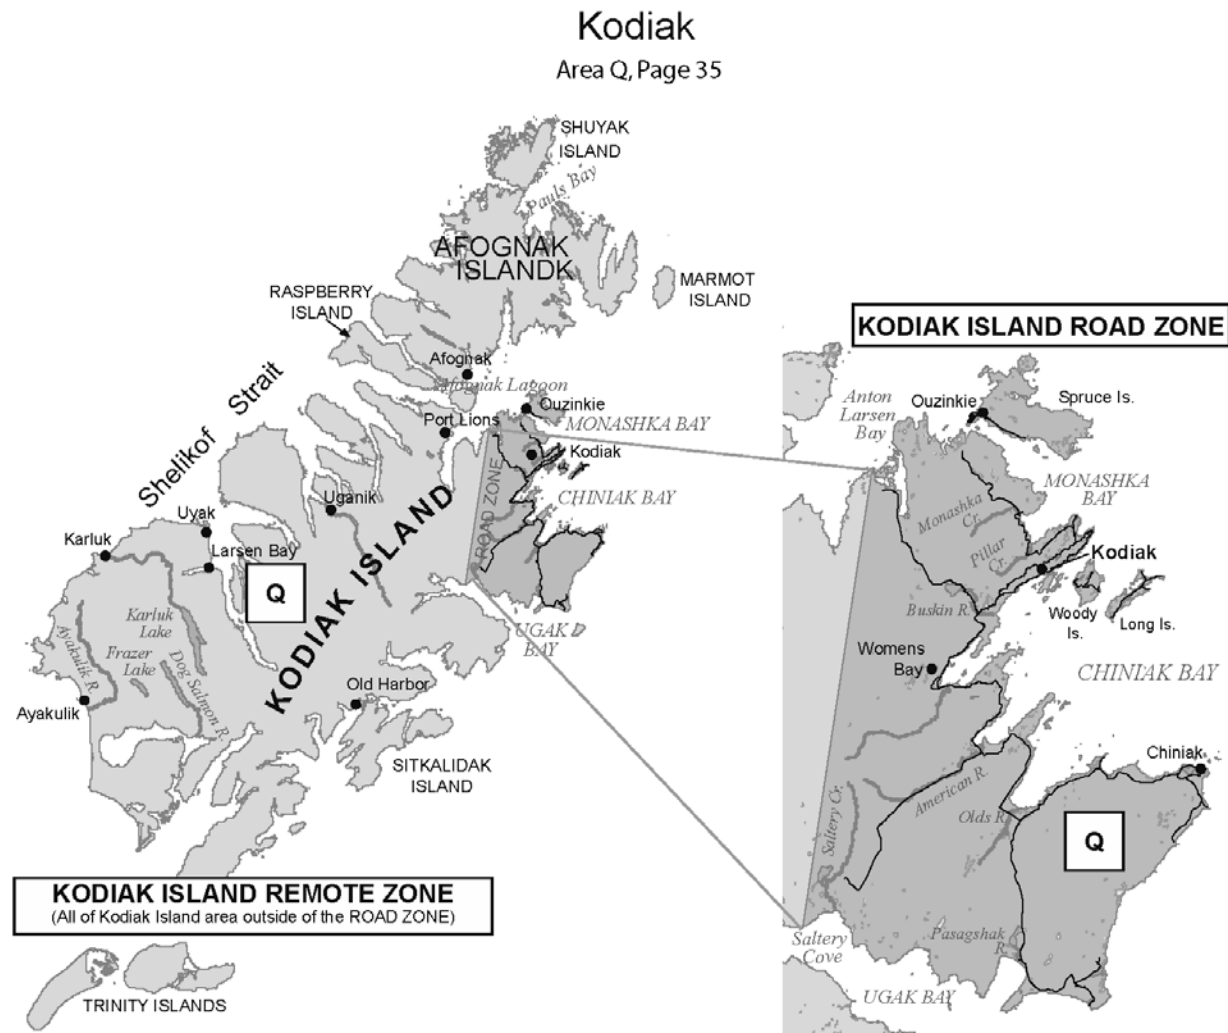 Kodiak
Area Q, Page 35
SHUYAK
ISLAND
Pauls Bay
AFOGNAK
ISLANDK
MARMOT
ISLAND
RASPBERRY
ISLAND
Afognak
Afognak Lagoon
Ouzinkie
Port Lions
MONASHKA BAY
Kodiak
Shelikof Strait
ROAD ZONE
CHINIAK BAY
Uganik
Uyak
Karluk
Larsen Bay
Q
KODIAK ISLAND
UGAK
BAY
Karluk
Lake
Ayakulik R.
Frazer
Lake
Dog Salmon R.
Old Harbor
Ayakulik
SITKALIDAK
ISLAND
KODIAK ISLAND REMOTE ZONE
(All of Kodiak Island area outside of the ROAD ZONE)
TRINITY ISLANDS
KODIAK ISLAND ROAD ZONE
Anton
Larsen
Bay
Ouzinkie
Spruce Is.
MONASHKA
BAY
Monashka
Cr.
Pillar
Cr.
Kodiak
Buskin R.
Woody
Is.
Long Is.
Womens
Bay
CHINIAK BAY
Chiniak
American R.
Olds R.
Saltery Cr.
Q
Pasagshak
R.
Saltery
Cove
UGAK BAY